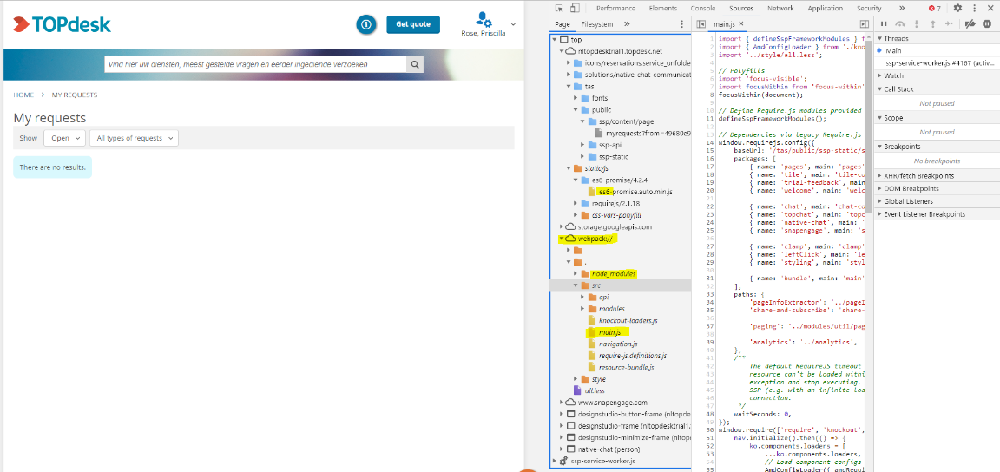 TOPdesk
Get quote
Rose, Priscilla
Vind hier uw diensten, meest gestelde vragen en eerder ingediende verzoeken
HOME > MY REQUESTS
My requests
Show Open All types of requests
There are no results.
Performance Elements Console Sources Network Application Security » 7
Page Filesystem »
top
nltopdesktrial1.topdesk.net
icons/reservations.service_unfolde
solutions/native-chat-communicat
tas
fonts
public
ssp/content/page
myrequests?from=49680e9
ssp-api
ssp-static
static/js
es6-promise/4.2.4
es6-promise.auto.min.js
requirejs/2.1.18
css-vars-ponyfill
storage.googleapis.com
webpack://
.
node_modules
src
api
modules
knockout-loaders.js
main.js
navigation.js
require-js.definitions.js
resource-bundle.js
style
all.less
www.snapengage.com
designstudio-button-frame (nltopdesktrial
designstudio-frame (nltopdesktrial1.
designstudio-minimize-frame (nltop
native-chat (person)
ssp-service-worker.js
main.js ×
1 import { defineSspFrameworkModules } f
2 import { AmdConfigLoader } from './kno
3 import '../style/all.less';
4
5 // Polyfills
6 import 'focus-visible';
7 import focusWithin from 'focus-within'
8 focusWithin(document);
9
10 // Define Require.js modules provided
11 defineSspFrameworkModules();
12
13 // Dependencies via legacy Require.js
14 window.requirejs.config({
15 baseUrl: '/tas/public/ssp-static/s
16 packages: [
17 { name: 'pages', main: 'pages'
18 { name: 'tile', main: 'tile-co
19 { name: 'trial-feedback', main
20 { name: 'welcome', main: 'welc
21
22 { name: 'chat', main: 'chat-co
23 { name: 'topchat', main: 'topc
24 { name: 'native-chat', main: '
25 { name: 'snapengage', main: 's
26
27 { name: 'clamp', main: 'clamp'
28 { name: 'leftClick', main: 'le
29 { name: 'styling', main: 'styl
30
31 { name: 'bundle', main: 'main'
32 ],
33 paths: {
34 'pageInfoExtractor': '../pageI
35 'share-and-subscribe': 'share-
36
37 'paging': '../modules/util/pag
38
39 'analytics': '../analytics',
40 },
41 /**
42 The default RequireJS timeout
43 resource can't be loaded withi
44 exception and stop executing.
45 SSP (e.g. with an infinite loa
46 connection.
47 */
48 waitSeconds: 0,
49 });
50 window.require(['require', 'knockout',
51 nav.initialize().then(() => {
52 ko.components.loaders = [
53 ...ko.components.loaders,
54 // Load component configs
55 AmdConfigLoader({ amdRequi
Threads
Main
ssp-service-worker.js #4167 (activ...
Watch
Call Stack
Not paused
Scope
Not paused
Breakpoints
No breakpoints
XHR/fetch Breakpoints
DOM Breakpoints
Global Listeners
Event Listener Breakpoints